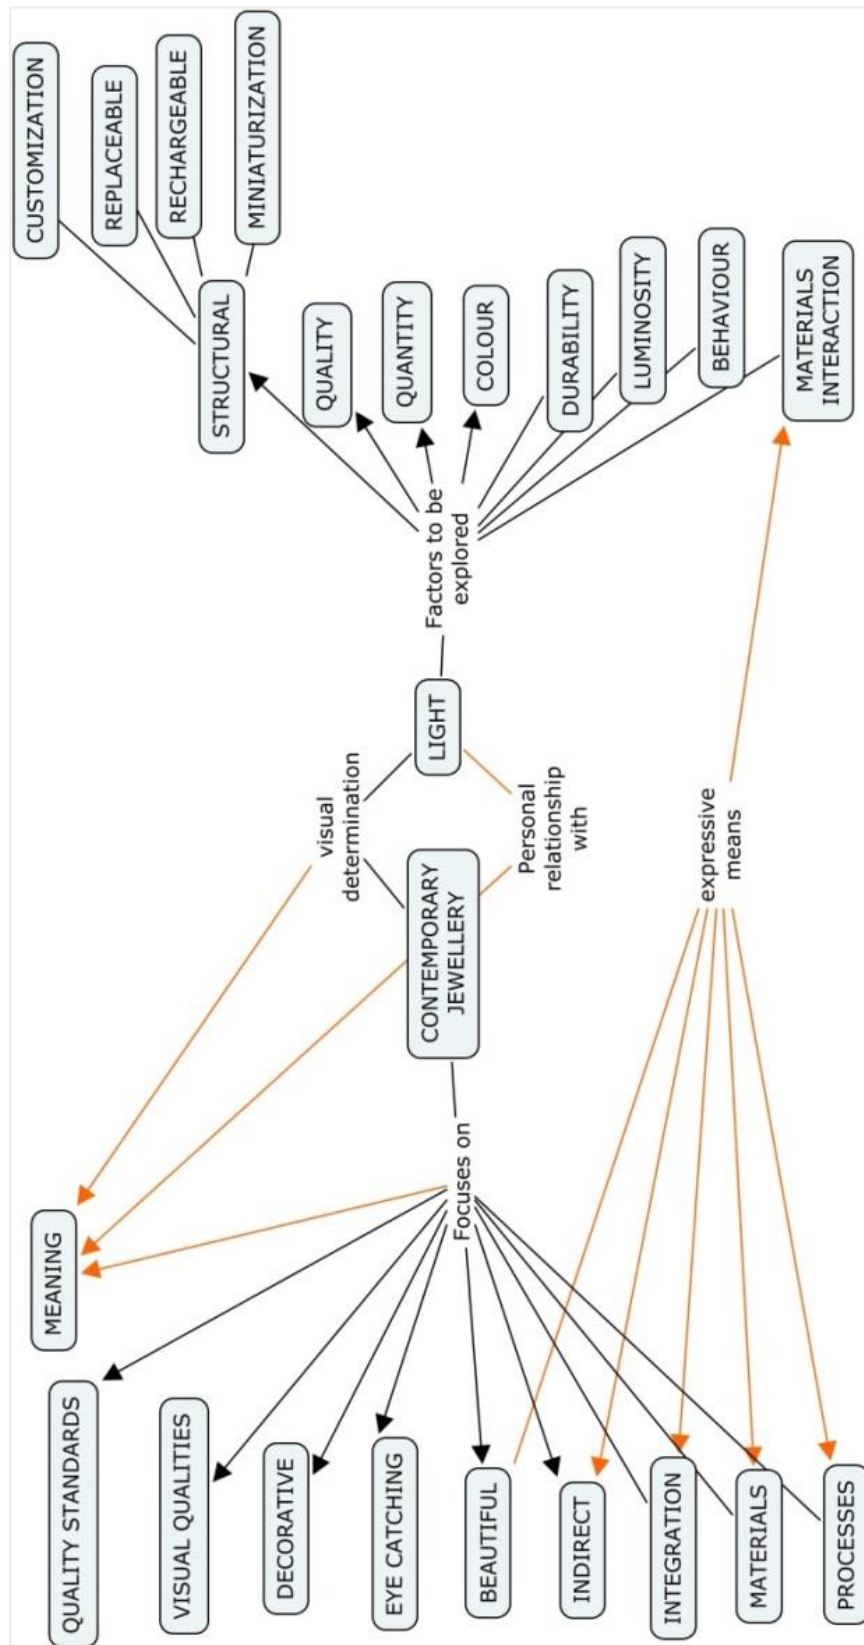 CUSTOMIZATION
REPLACEABLE
RECHARGEABLE
MINIATURIZATION
STRUCTURAL
QUALITY
QUANTITY
COLOUR
DURABILITY
LUMINOSITY
BEHAVIOUR
MATERIALS
INTERACTION
Factors to be
explored
LIGHT
visual
determination
Personal
relationship
with
expressive
means
CONTEMPORARY
JEWELLERY
Focuses on
MEANING
QUALITY STANDARDS
VISUAL QUALITIES
DECORATIVE
EYE CATCHING
BEAUTIFUL
INDIRECT
INTEGRATION
MATERIALS
PROCESSES